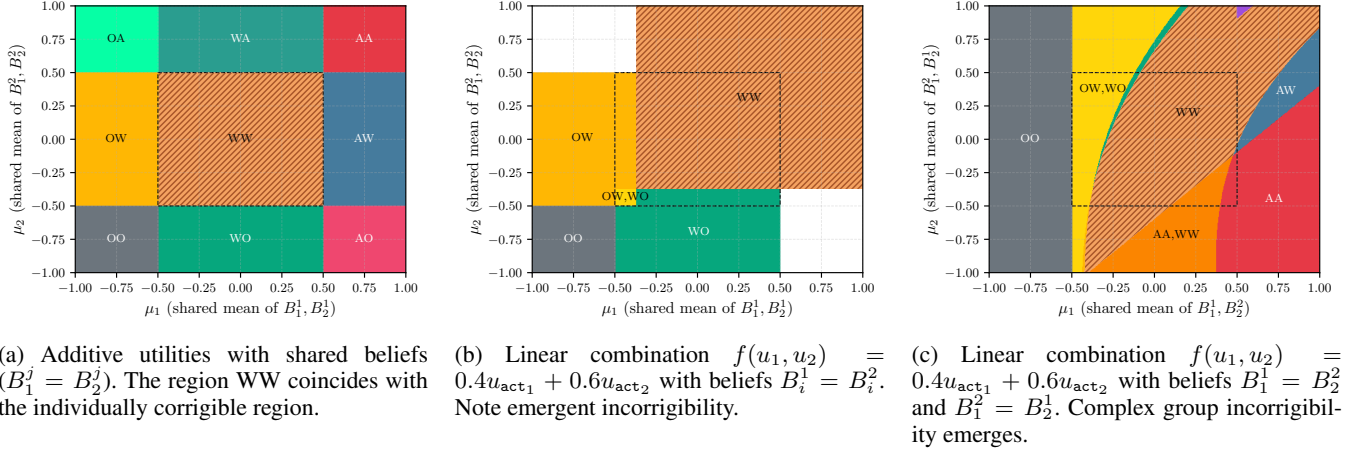 1.00
0.75
0.50
0.25
0.00
−0.25
−0.50
−0.75
−1.00
μ₂ (shared mean of B₁², B₂²)
OA
WA
AA
OW
WW
AW
OO
WO
AO
−1.00 −0.75 −0.50 −0.25 0.00 0.25 0.50 0.75 1.00
μ₁ (shared mean of B₁¹, B₂¹)
1.00
0.75
0.50
0.25
0.00
−0.25
−0.50
−0.75
−1.00
μ₂ (shared mean of B₁², B₂²)
WW
OW
OW,WO
OO
WO
−1.00 −0.75 −0.50 −0.25 0.00 0.25 0.50 0.75 1.00
μ₁ (shared mean of B₁¹, B₂¹)
1.00
0.75
0.50
0.25
0.00
−0.25
−0.50
−0.75
−1.00
μ₂ (shared mean of B₁², B₂¹)
OW,WO
AW
WW
OO
AA
AA,WW
−1.00 −0.75 −0.50 −0.25 0.00 0.25 0.50 0.75 1.00
μ₁ (shared mean of B₁¹, B₂²)
(a) Additive utilities with shared beliefs
(B₁ʲ = B₂ʲ). The region WW coincides with
the individually corrigible region.
(b) Linear combination f(u₁, u₂) =
0.4u_act₁ + 0.6u_act₂ with beliefs Bᵢ¹ = Bᵢ².
Note emergent incorrigibility.
(c) Linear combination f(u₁, u₂) =
0.4u_act₁ + 0.6u_act₂ with beliefs B₁¹ = B₂²
and B₁² = B₂¹. Complex group incorrigibil-
ity emerges.